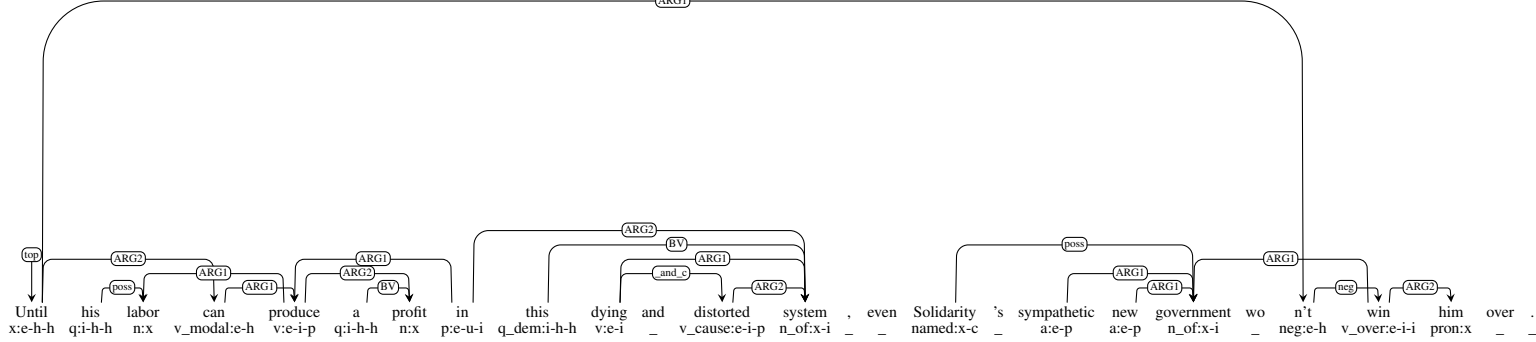 ARG1
ARG2 BV
top ARG2 ARG1 ARG1 poss ARG1
ARG1 ARG2 _and_c ARG1
poss ARG1 BV ARG2 ARG1 neg ARG2
Until his labor can produce a profit in this dying and distorted system , even Solidarity 's sympathetic new government wo n't win him over .
x:e-h-h q:i-h-h n:x v_modal:e-h v:e-i-p q:i-h-h n:x p:e-u-i q_dem:i-h-h v:e-i _ v_cause:e-i-p n_of:x-i _ _ named:x-c _ a:e-p a:e-p n_of:x-i _ neg:e-h v_over:e-i-i pron:x _ _